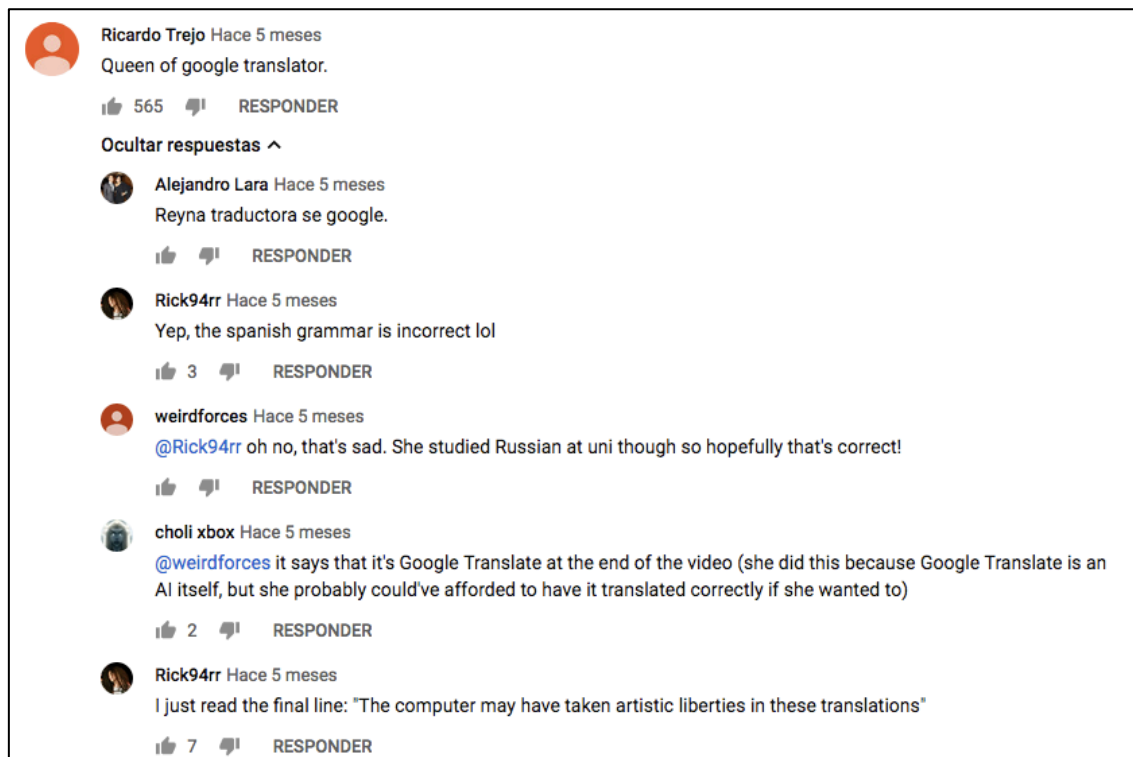 Ricardo Trejo Hace 5 meses
Queen of google translator.
565 RESPONDER
Ocultar respuestas
Alejandro Lara Hace 5 meses
Reyna traductora se google.
RESPONDER
Rick94rr Hace 5 meses
Yep, the spanish grammar is incorrect lol
3 RESPONDER
weirdforces Hace 5 meses
@Rick94rr oh no, that's sad. She studied Russian at uni though so hopefully that's correct!
RESPONDER
choli xbox Hace 5 meses
@weirdforces it says that it's Google Translate at the end of the video (she did this because Google Translate is an
AI itself, but she probably could've afforded to have it translated correctly if she wanted to)
2 RESPONDER
Rick94rr Hace 5 meses
I just read the final line: "The computer may have taken artistic liberties in these translations"
7 RESPONDER